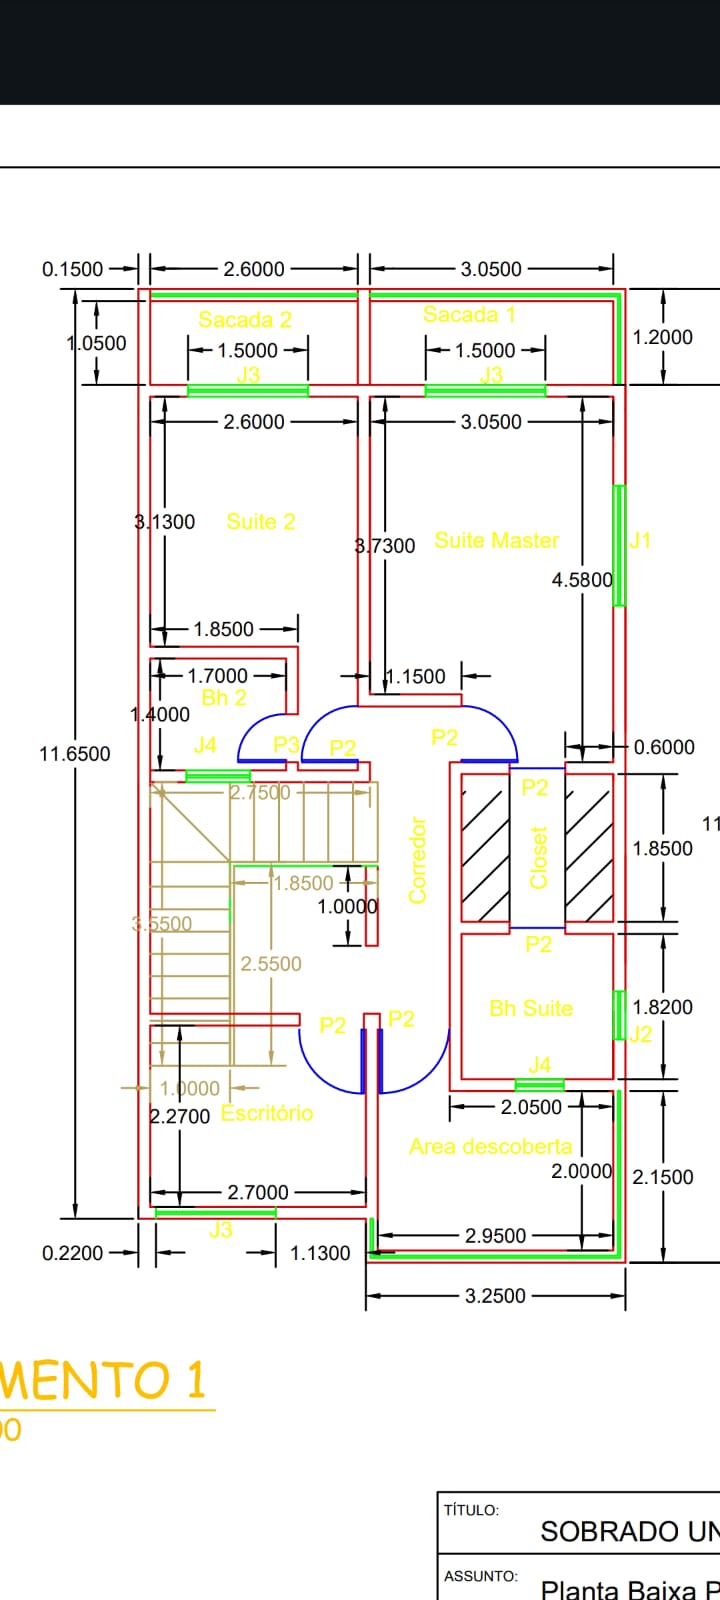 0.1500
2.6000
3.0500
Sacada 2
Sacada 1
1.0500
1.2000
1.5000
1.5000
J3
J3
2.6000
3.0500
3.1300
Suite 2
3.7300
Suite Master
J1
4.5800
1.8500
1.7000
1.1500
Bh 2
1.4000
J4
P3
P2
P2
0.6000
11.6500
2.7500
P2
11
Corredor
Closet
1.8500
1.8500
1.0000
3.5500
2.5500
P2
Bh Suite
1.8200
P2
P2
J2
J4
1.0000
2.2700
Escritório
2.0500
Area descoberta
2.0000
2.1500
2.7000
J3
2.9500
0.2200
1.1300
3.2500
MENTO 1
00
TÍTULO:
SOBRADO UN
ASSUNTO:
Planta Baixa P